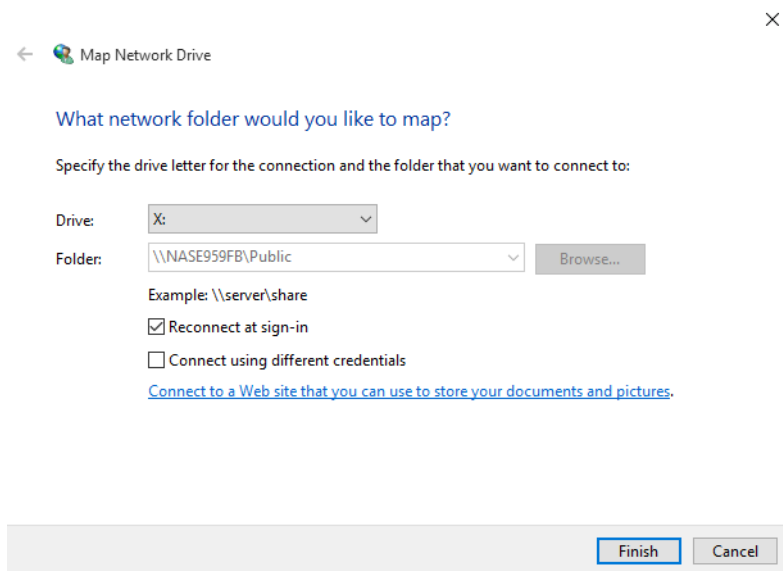 Map Network Drive
What network folder would you like to map?
Specify the drive letter for the connection and the folder that you want to connect to:
Drive: X:
Folder: \\NASE959FB\Public Browse...
Example: \\server\share
Reconnect at sign-in
Connect using different credentials
Connect to a Web site that you can use to store your documents and pictures.
Finish Cancel